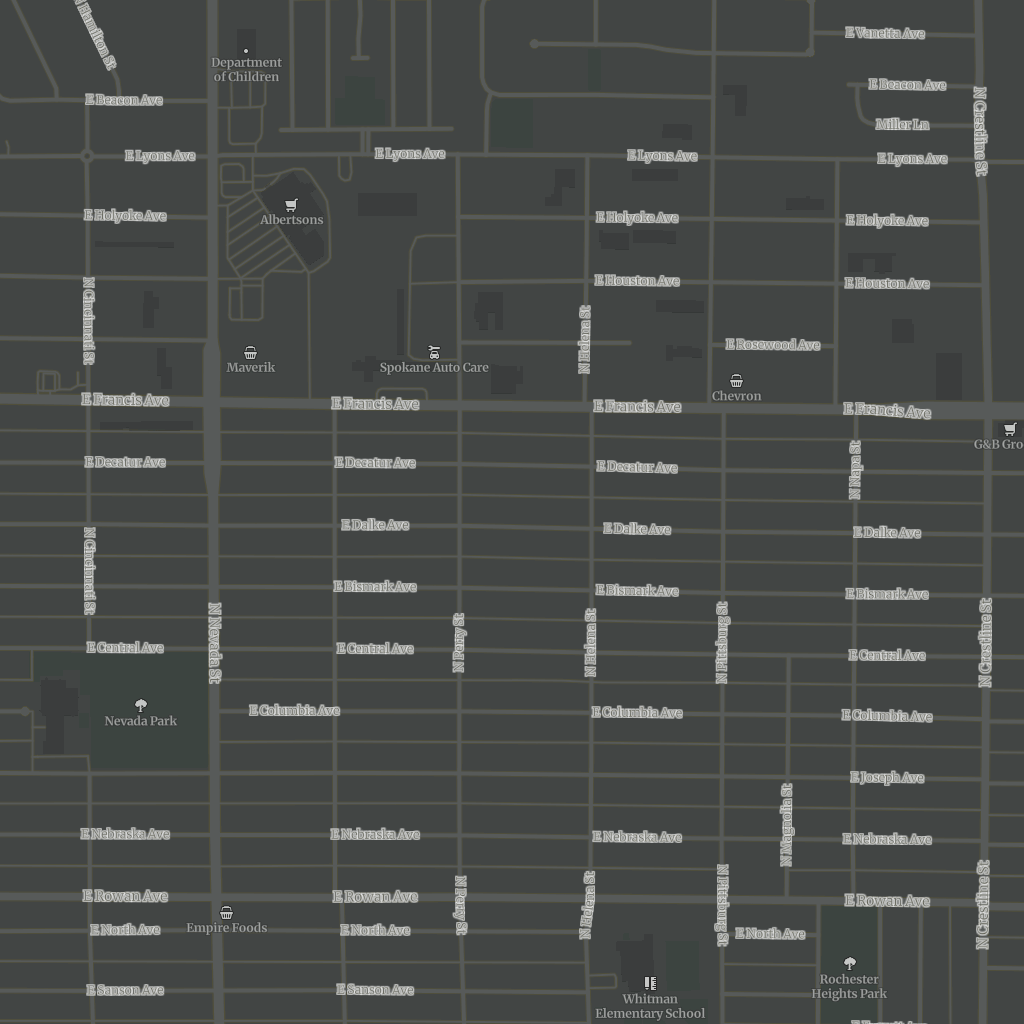 N Hamilton St
E Vanetta Ave
Department
of Children
E Beacon Ave
E Beacon Ave
N Crestline St
Miller Ln
E Lyons Ave
E Lyons Ave
E Lyons Ave
E Lyons Ave
E Holyoke Ave
Albertsons
E Holyoke Ave
E Holyoke Ave
N Cincinnati St
E Houston Ave
E Houston Ave
N Helena St
E Rosewood Ave
Maverik
Spokane Auto Care
Chevron
E Francis Ave
E Francis Ave
E Francis Ave
E Francis Ave
G&B Gro
E Decatur Ave
E Decatur Ave
E Decatur Ave
N Napa St
E Dalke Ave
E Dalke Ave
E Dalke Ave
N Cincinnati St
E Bismark Ave
E Bismark Ave
E Bismark Ave
N Nevada St
N Perry St
N Helena St
N Pittsburg St
N Crestline St
E Central Ave
E Central Ave
E Central Ave
Nevada Park
E Columbia Ave
E Columbia Ave
E Columbia Ave
E Joseph Ave
N Magnolia St
E Nebraska Ave
E Nebraska Ave
E Nebraska Ave
E Nebraska Ave
E Rowan Ave
E Rowan Ave
E Rowan Ave
N Perry St
N Helena St
N Pittsburg St
N Crestline St
Empire Foods
E North Ave
E North Ave
E North Ave
Rochester
Heights Park
E Sanson Ave
E Sanson Ave
Whitman
Elementary School